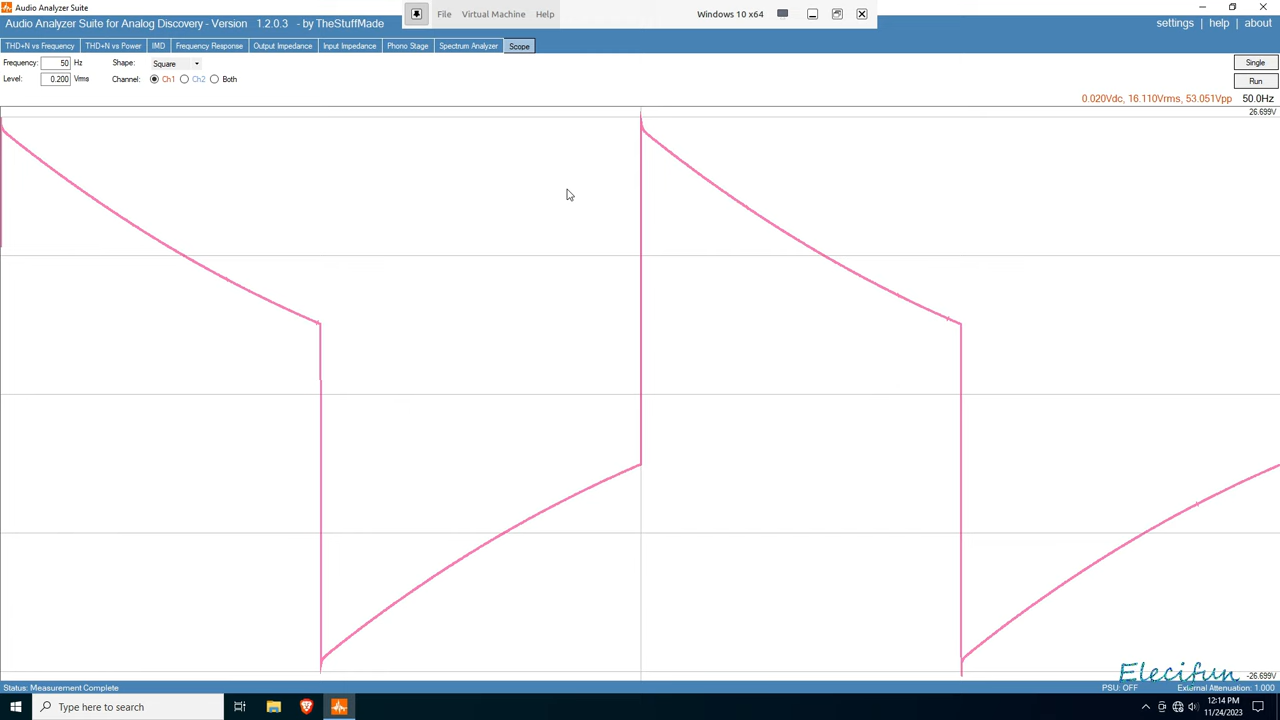 Audio Analyzer Suite
File Virtual Machine Help Windows 10 x64
Audio Analyzer Suite for Analog Discovery - Version 1.2.0.3 - by TheStuffMade
settings | help | about
THD+N vs Frequency THD+N vs Power IMD Frequency Response Output Impedance Input Impedance Phono Stage Spectrum Analyzer Scope
Frequency: 50 Hz Shape: Square Single
Level: 0.200 Vrms Channel: Ch1 Ch2 Both Run
0.020Vdc, 16.110Vrms, 53.051Vpp 50.0Hz
26.699V
Elecifun
-26.699V
Status: Measurement Complete PSU: OFF External Attenuation: 1.000
Type here to search
12:14 PM
11/24/2023